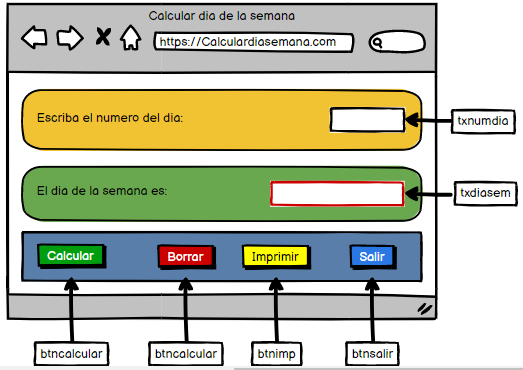 Calcular dia de la semana
https://Calculardiasemana.com
Escriba el numero del dia:
txnumdia
El dia de la semana es:
txdiasem
Calcular Borrar Imprimir Salir
btncalcular btncalcular btnimp btnsalir